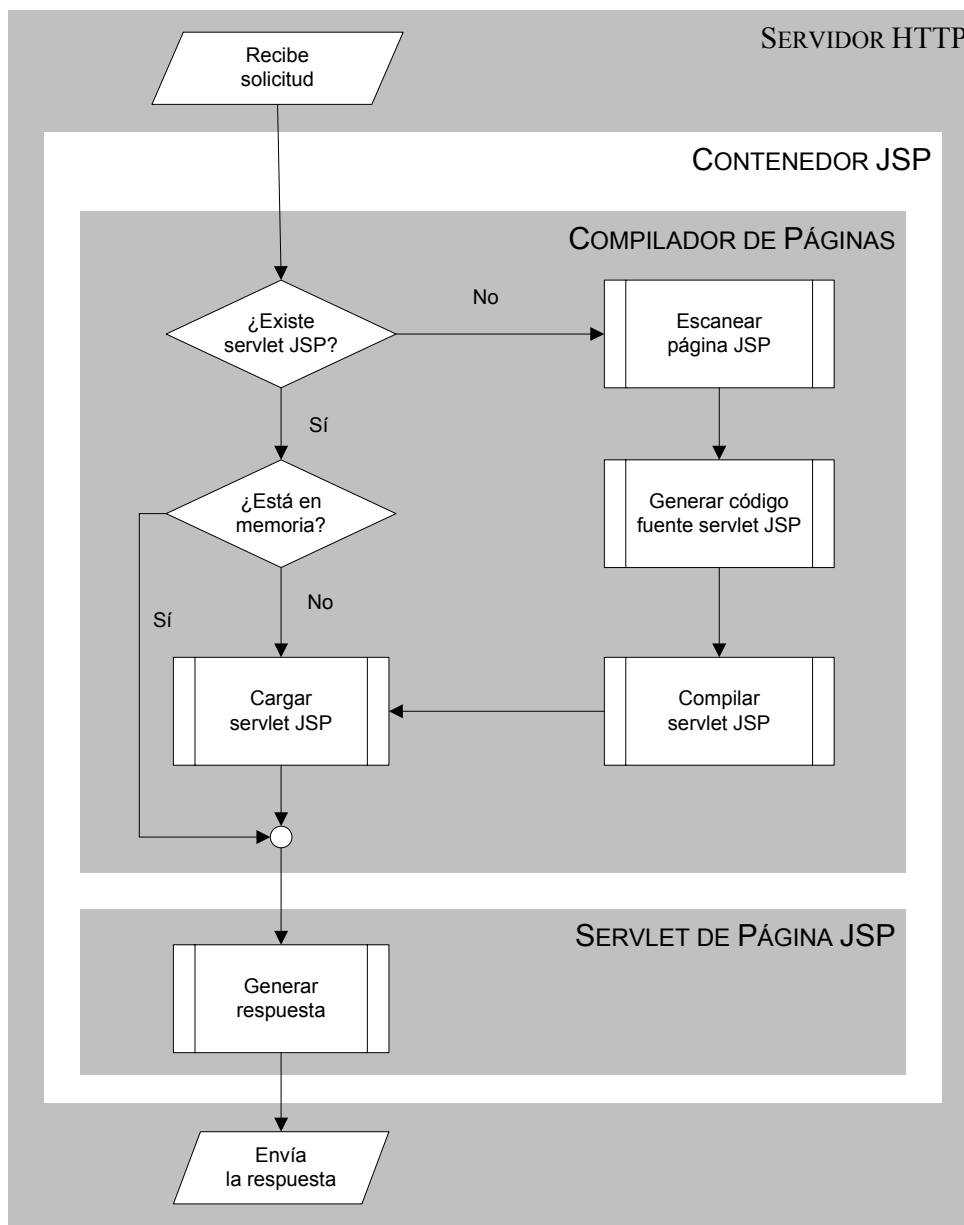 SERVIDOR HTTP
Recibe
solicitud
CONTENEDOR JSP
COMPILADOR DE PÁGINAS
¿Existe
servlet JSP?
No
Escanear
página JSP
Sí
¿Está en
memoria?
Generar código
fuente servlet JSP
No
Sí
Cargar
servlet JSP
Compilar
servlet JSP
SERVLET DE PÁGINA JSP
Generar
respuesta
Envía
la respuesta